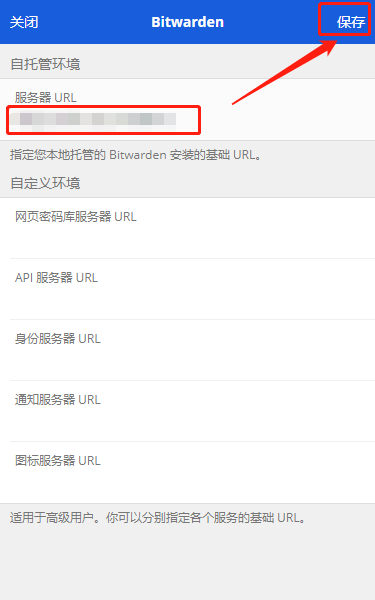 关闭
Bitwarden
保存
自托管环境
服务器 URL
指定您本地托管的 Bitwarden 安装的基础 URL。
自定义环境
网页密码库服务器 URL
API 服务器 URL
身份服务器 URL
通知服务器 URL
图标服务器 URL
适用于高级用户。你可以分别指定各个服务的基础 URL。